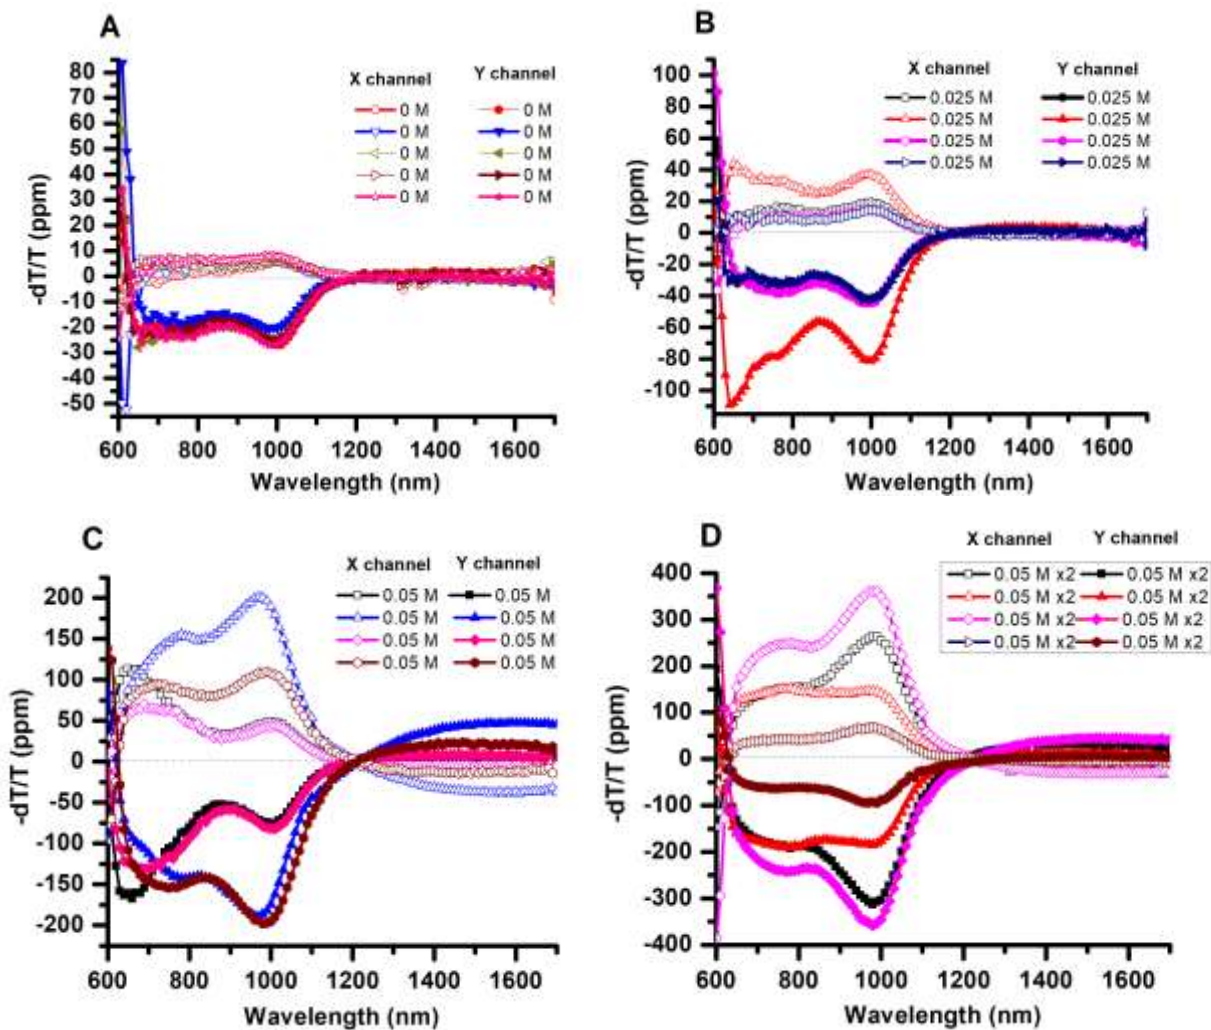 A
X channel Y channel
0 M 0 M
0 M 0 M
0 M 0 M
0 M 0 M
0 M 0 M
-dT/T (ppm)
80
70
60
50
40
30
20
10
0
-10
-20
-30
-40
-50
600 800 1000 1200 1400 1600
Wavelength (nm)
B
X channel Y channel
0.025 M 0.025 M
0.025 M 0.025 M
0.025 M 0.025 M
0.025 M 0.025 M
-dT/T (ppm)
100
80
60
40
20
0
-20
-40
-60
-80
-100
600 800 1000 1200 1400 1600
Wavelength (nm)
C
X channel Y channel
0.05 M 0.05 M
0.05 M 0.05 M
0.05 M 0.05 M
0.05 M 0.05 M
-dT/T (ppm)
200
150
100
50
0
-50
-100
-150
-200
600 800 1000 1200 1400 1600
Wavelength (nm)
D
X channel Y channel
0.05 M x2 0.05 M x2
0.05 M x2 0.05 M x2
0.05 M x2 0.05 M x2
0.05 M x2 0.05 M x2
-dT/T (ppm)
400
300
200
100
0
-100
-200
-300
-400
600 800 1000 1200 1400 1600
Wavelength (nm)